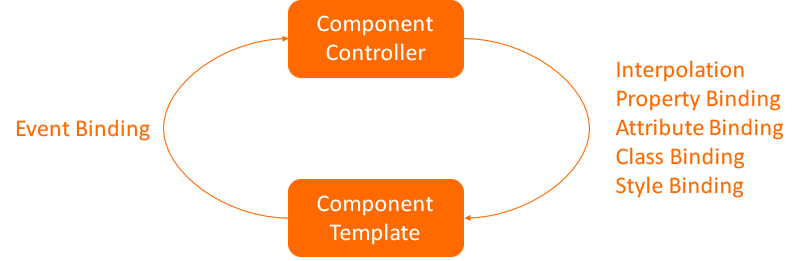 Component
Controller
Event Binding
Interpolation
Property Binding
Attribute Binding
Class Binding
Style Binding
Component
Template